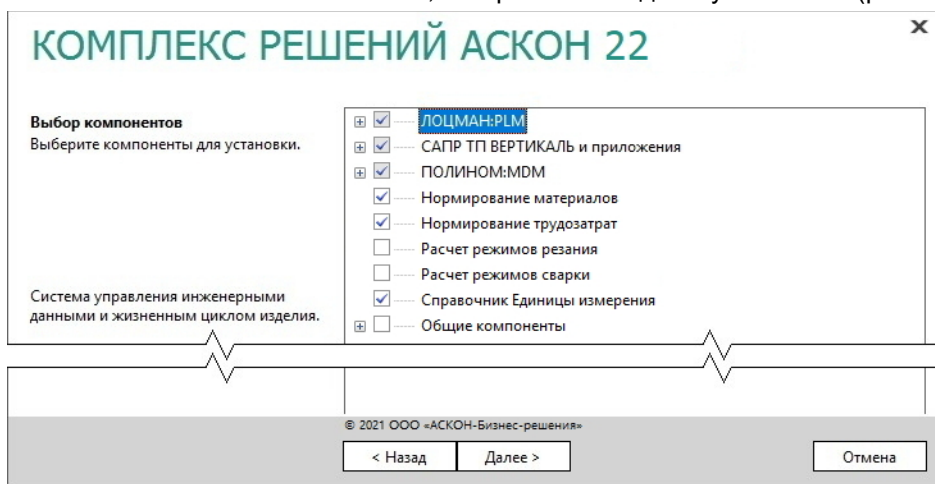 КОМПЛЕКС РЕШЕНИЙ АСКОН 22
Выбор компонентов
Выберите компоненты для установки.
Система управления инженерными
данными и жизненным циклом изделия.
ЛОЦМАН:PLM
САПР ТП ВЕРТИКАЛЬ и приложения
ПОЛИНОМ:MDM
Нормирование материалов
Нормирование трудозатрат
Расчет режимов резания
Расчет режимов сварки
Справочник Единицы измерения
Общие компоненты
© 2021 ООО «АСКОН-Бизнес-решения»
< Назад
Далее >
Отмена